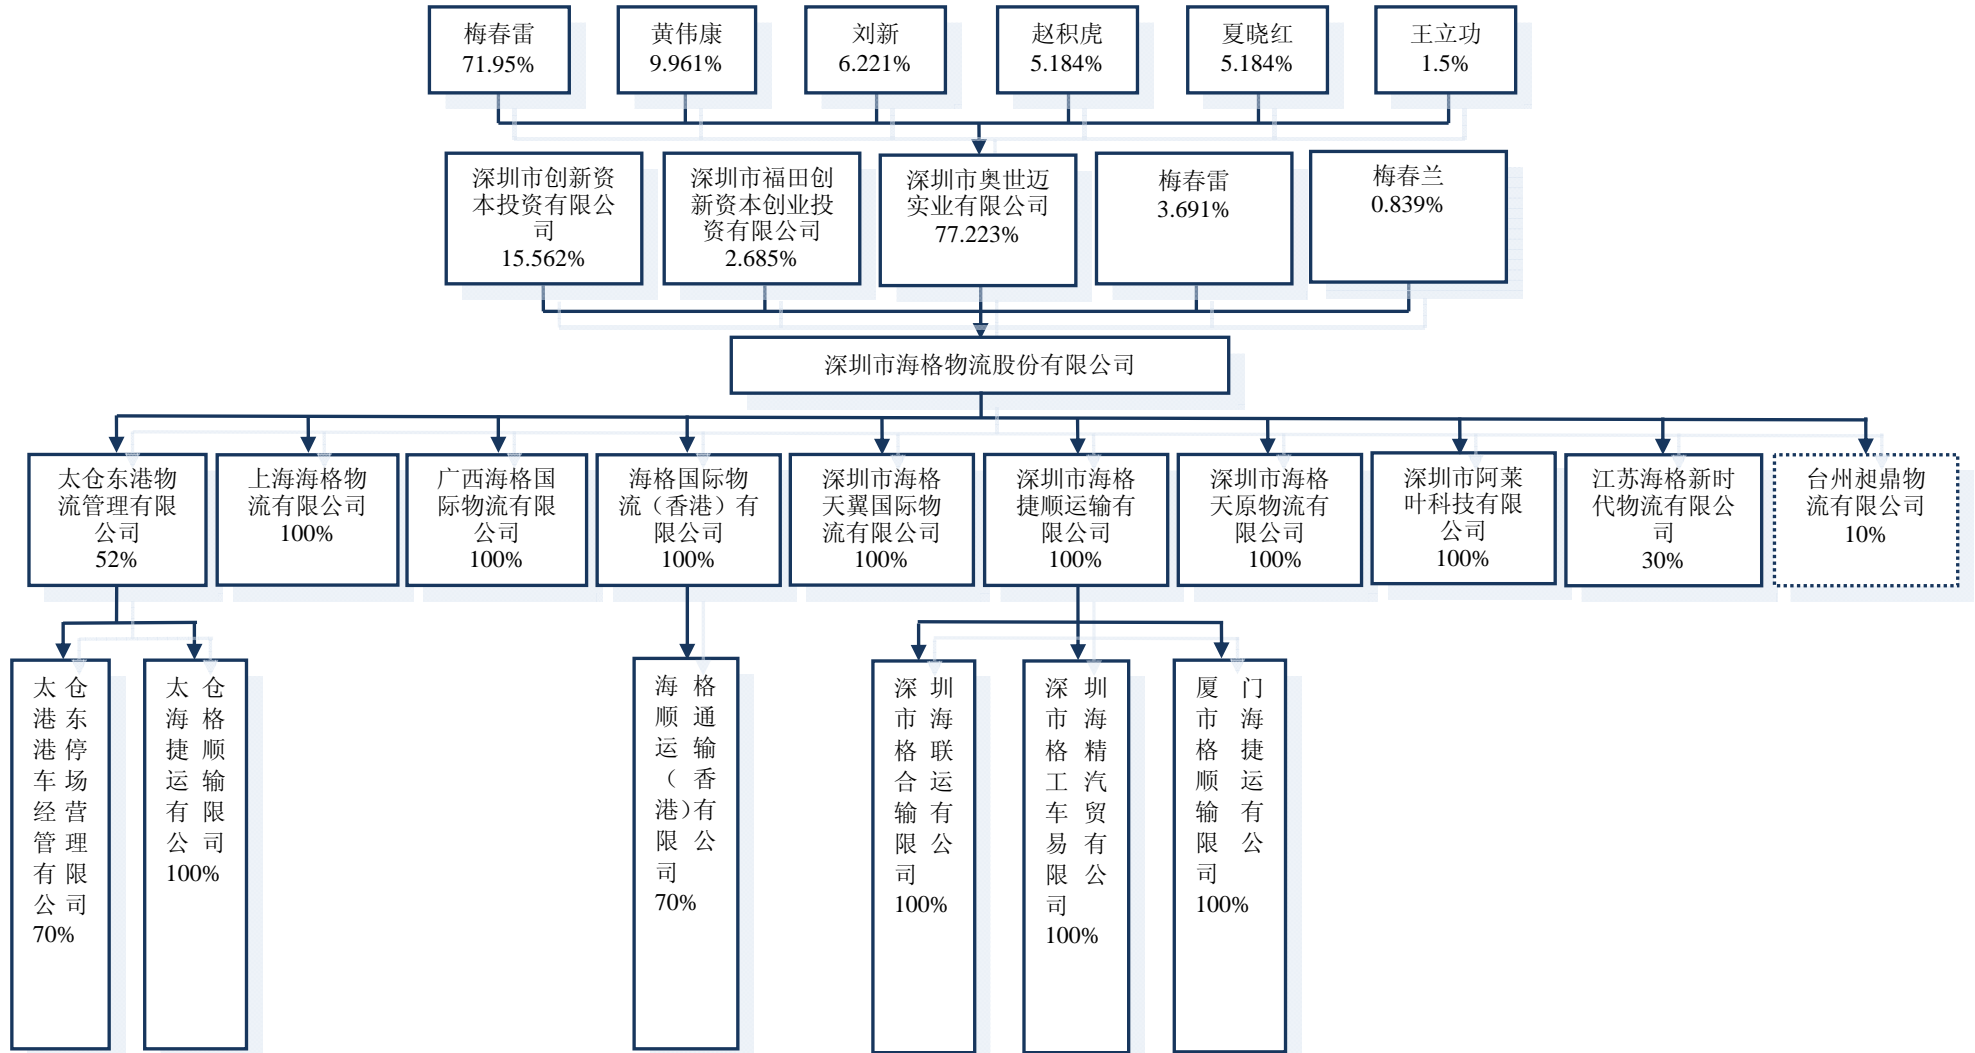 梅春雷
71.95%
黄伟康
9.961%
刘新
6.221%
赵积虎
5.184%
夏晓红
5.184%
王立功
1.5%
深圳市创新资
本投资有限公
司
15.562%
深圳市福田创
新资本创业投
资有限公司
2.685%
深圳市奥世迈
实业有限公司
77.223%
梅春雷
3.691%
梅春兰
0.839%
深圳市海格物流股份有限公司
太仓东港物
流管理有限
公司
52%
上海海格物
流有限公司
100%
广西海格国
际物流有限
公司
100%
海格国际物
流（香港）有
限公司
100%
深圳市海格
天翼国际物
流有限公司
100%
深圳市海格
捷顺运输有
限公司
100%
深圳市海格
天原物流有
限公司
100%
深圳市阿莱
叶科技有限
公司
100%
江苏海格新时
代物流有限公
司
30%
台州昶鼎物
流有限公司
10%
太仓
港东
港停
车场
经营
管理
有限
公司
70%
太仓
海格
捷顺
运输
有限
公司
100%
海格
顺通
运输
（香
港）有
限公
司
70%
深圳
市海
格联
合运
输有
限公
司
100%
深圳
市海
格精
工汽
车贸
易有
限公
司
100%
厦门
市海
格捷
顺运
输有
限公
司
100%